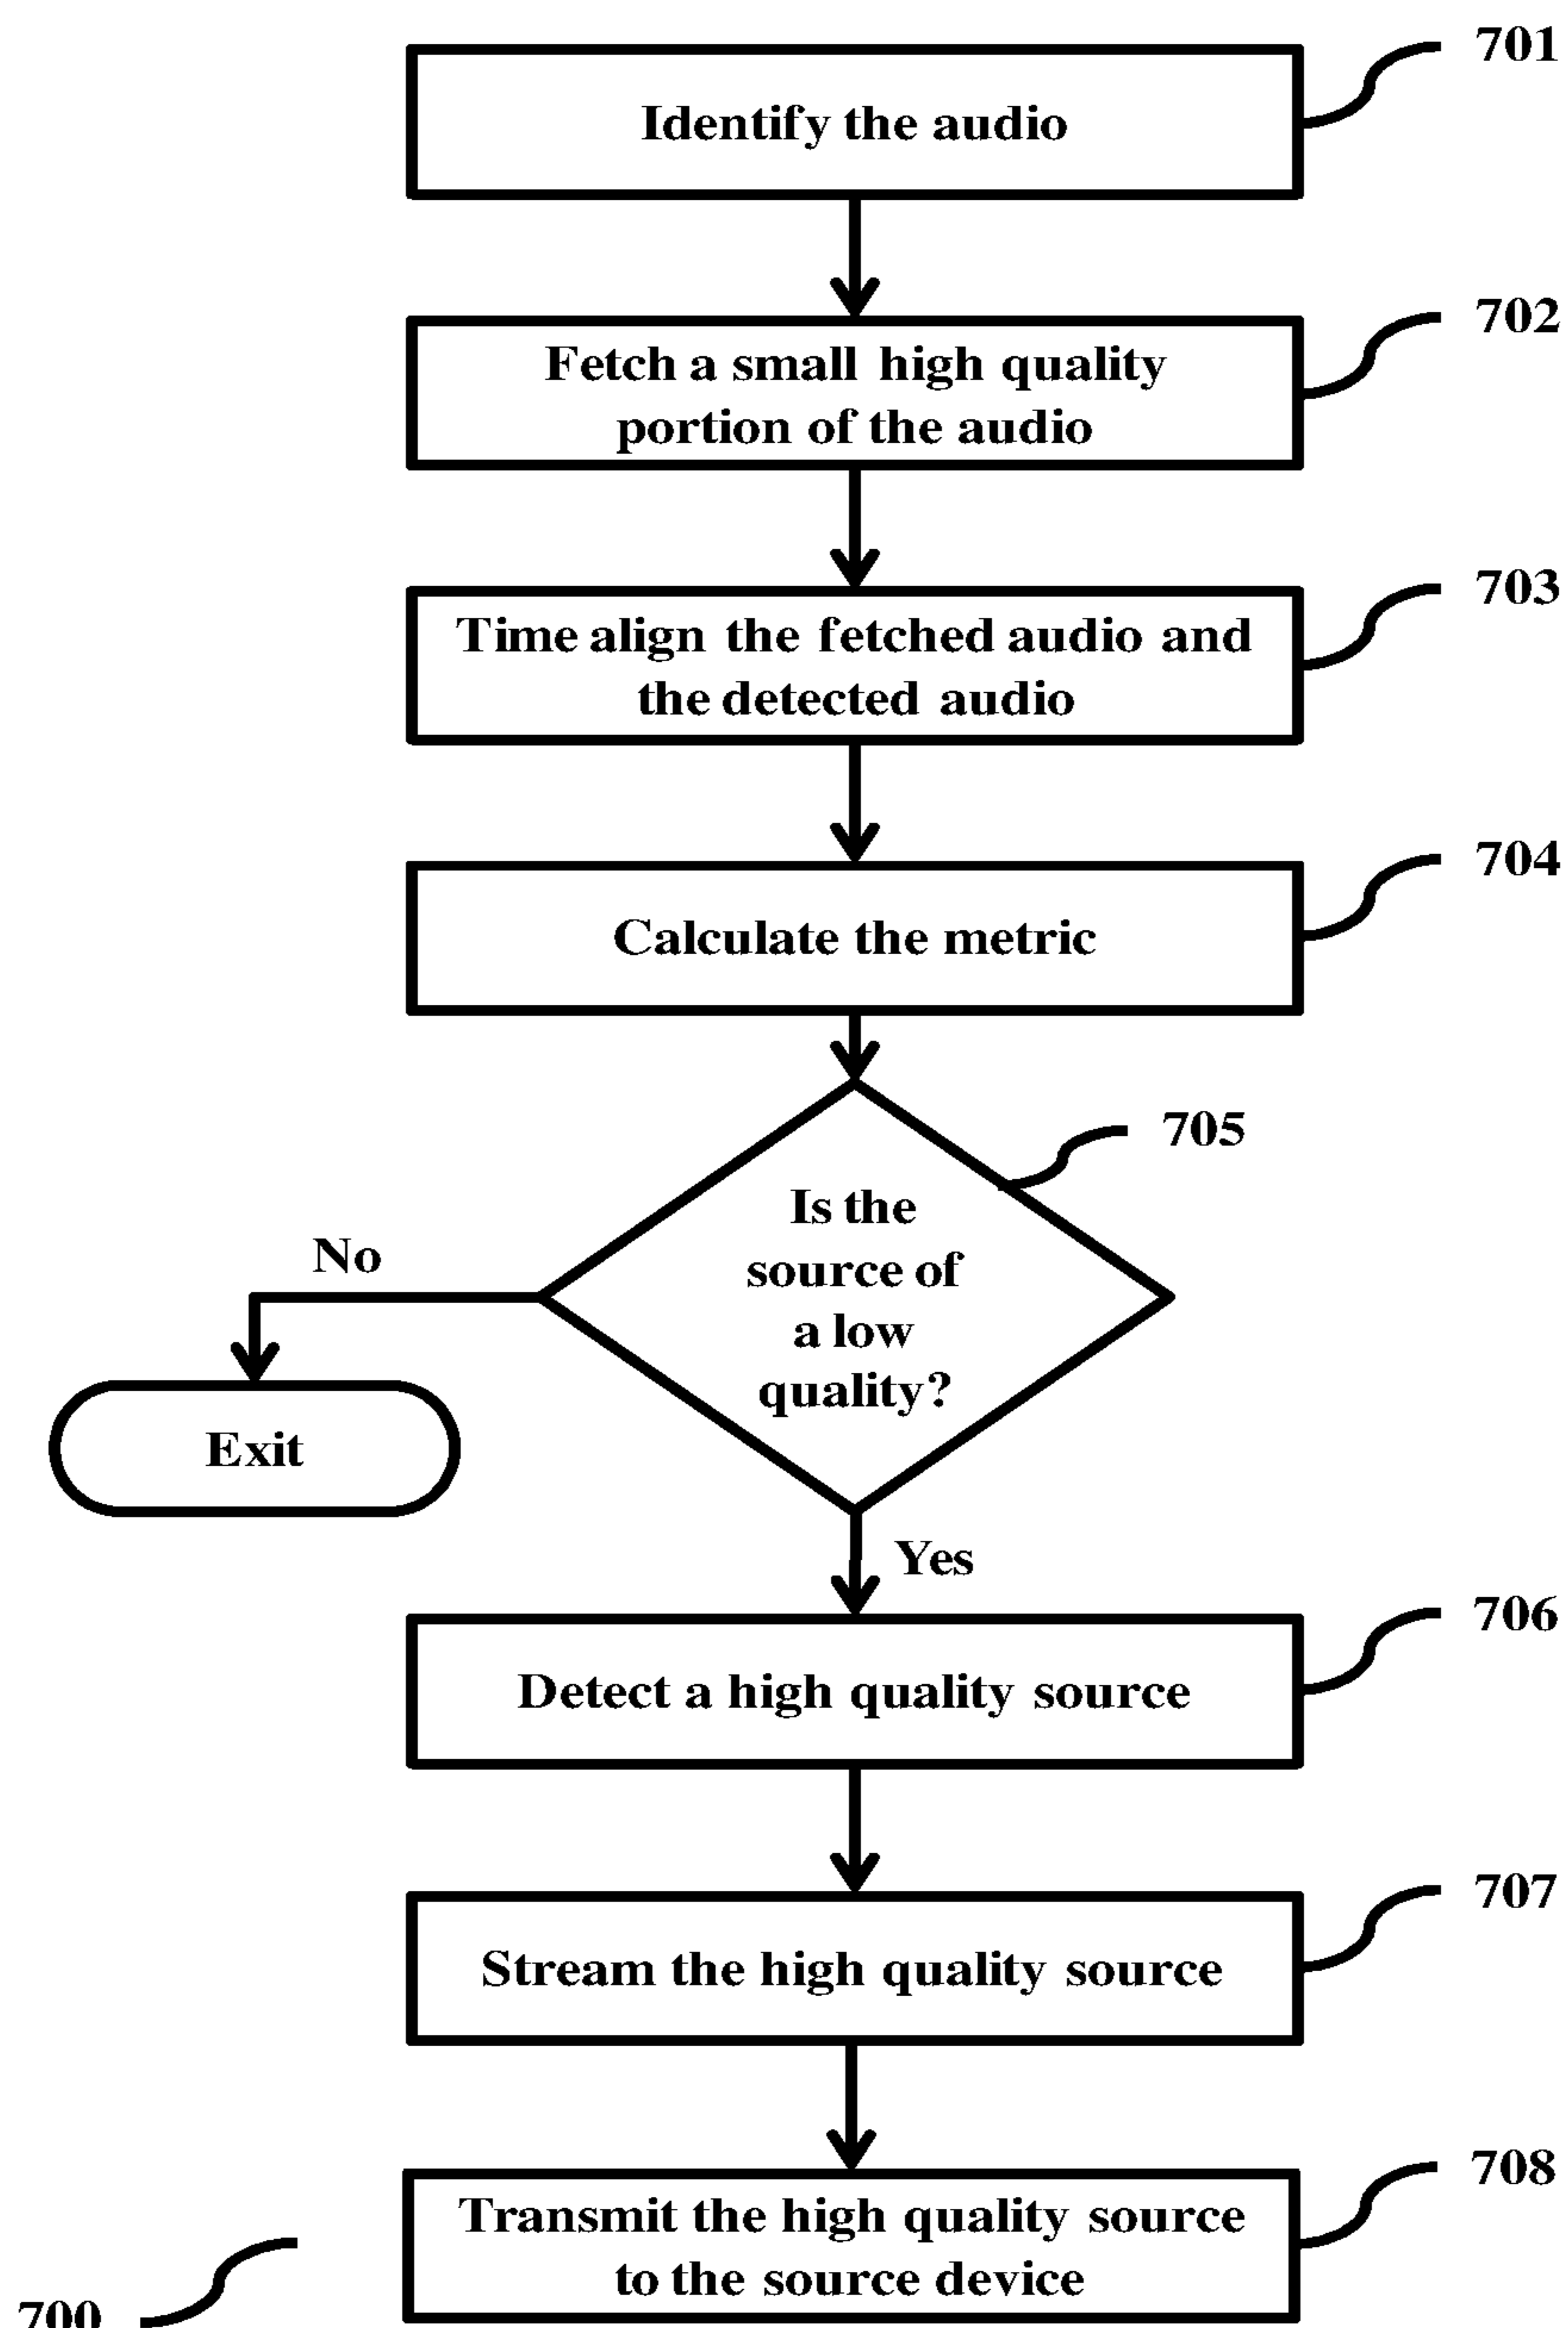 701
Identify the audio
702
Fetch a small high quality
portion of the audio
703
Time align the fetched audio and
the detected audio
704
Calculate the metric
705
Is the
source of
a low
quality?
No
Exit
Yes
706
Detect a high quality source
707
Stream the high quality source
708
Transmit the high quality source
to the source device
700